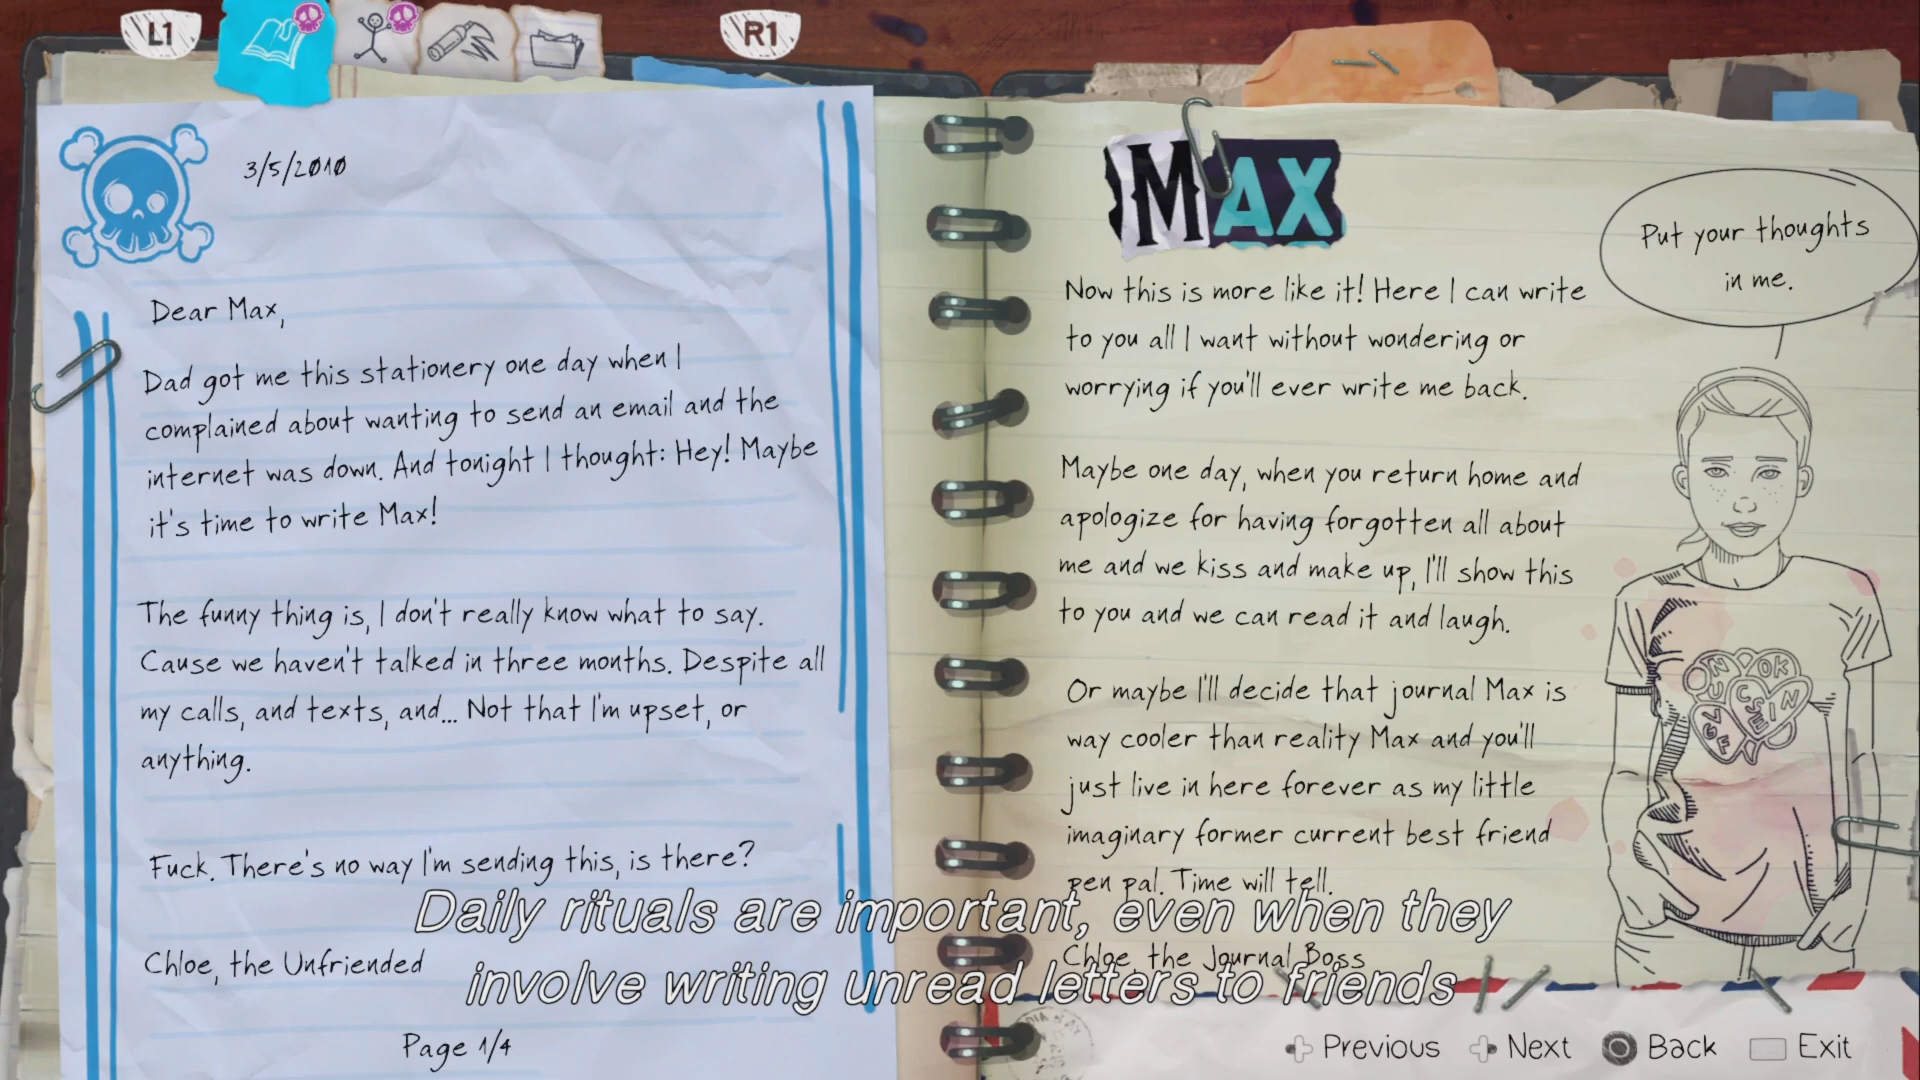 L1
R1
3/5/2010
Dear Max,
Dad got me this stationery one day when I
complained about wanting to send an email and the
internet was down. And tonight I thought: Hey! Maybe
it's time to write Max!
The funny thing is, I don't really know what to say.
Cause we haven't talked in three months. Despite all
my calls, and texts, and... Not that I'm upset, or
anything.
Fuck. There's no way I'm sending this, is there?
Chloe, the Unfriended
Page 1/4
MAX
Now this is more like it! Here I can write
to you all I want without wondering or
worrying if you'll ever write me back.
Maybe one day, when you return home and
apologize for having forgotten all about
me and we kiss and make up, I'll show this
to you and we can read it and laugh.
Or maybe I'll decide that journal Max is
way cooler than reality Max and you'll
just live in here forever as my little
imaginary former current best friend
pen pal. Time will tell.
Chloe, the Journal Boss
Put your thoughts
in me.
Daily rituals are important, even when they
involve writing unread letters to friends
Previous
Next
Back
Exit